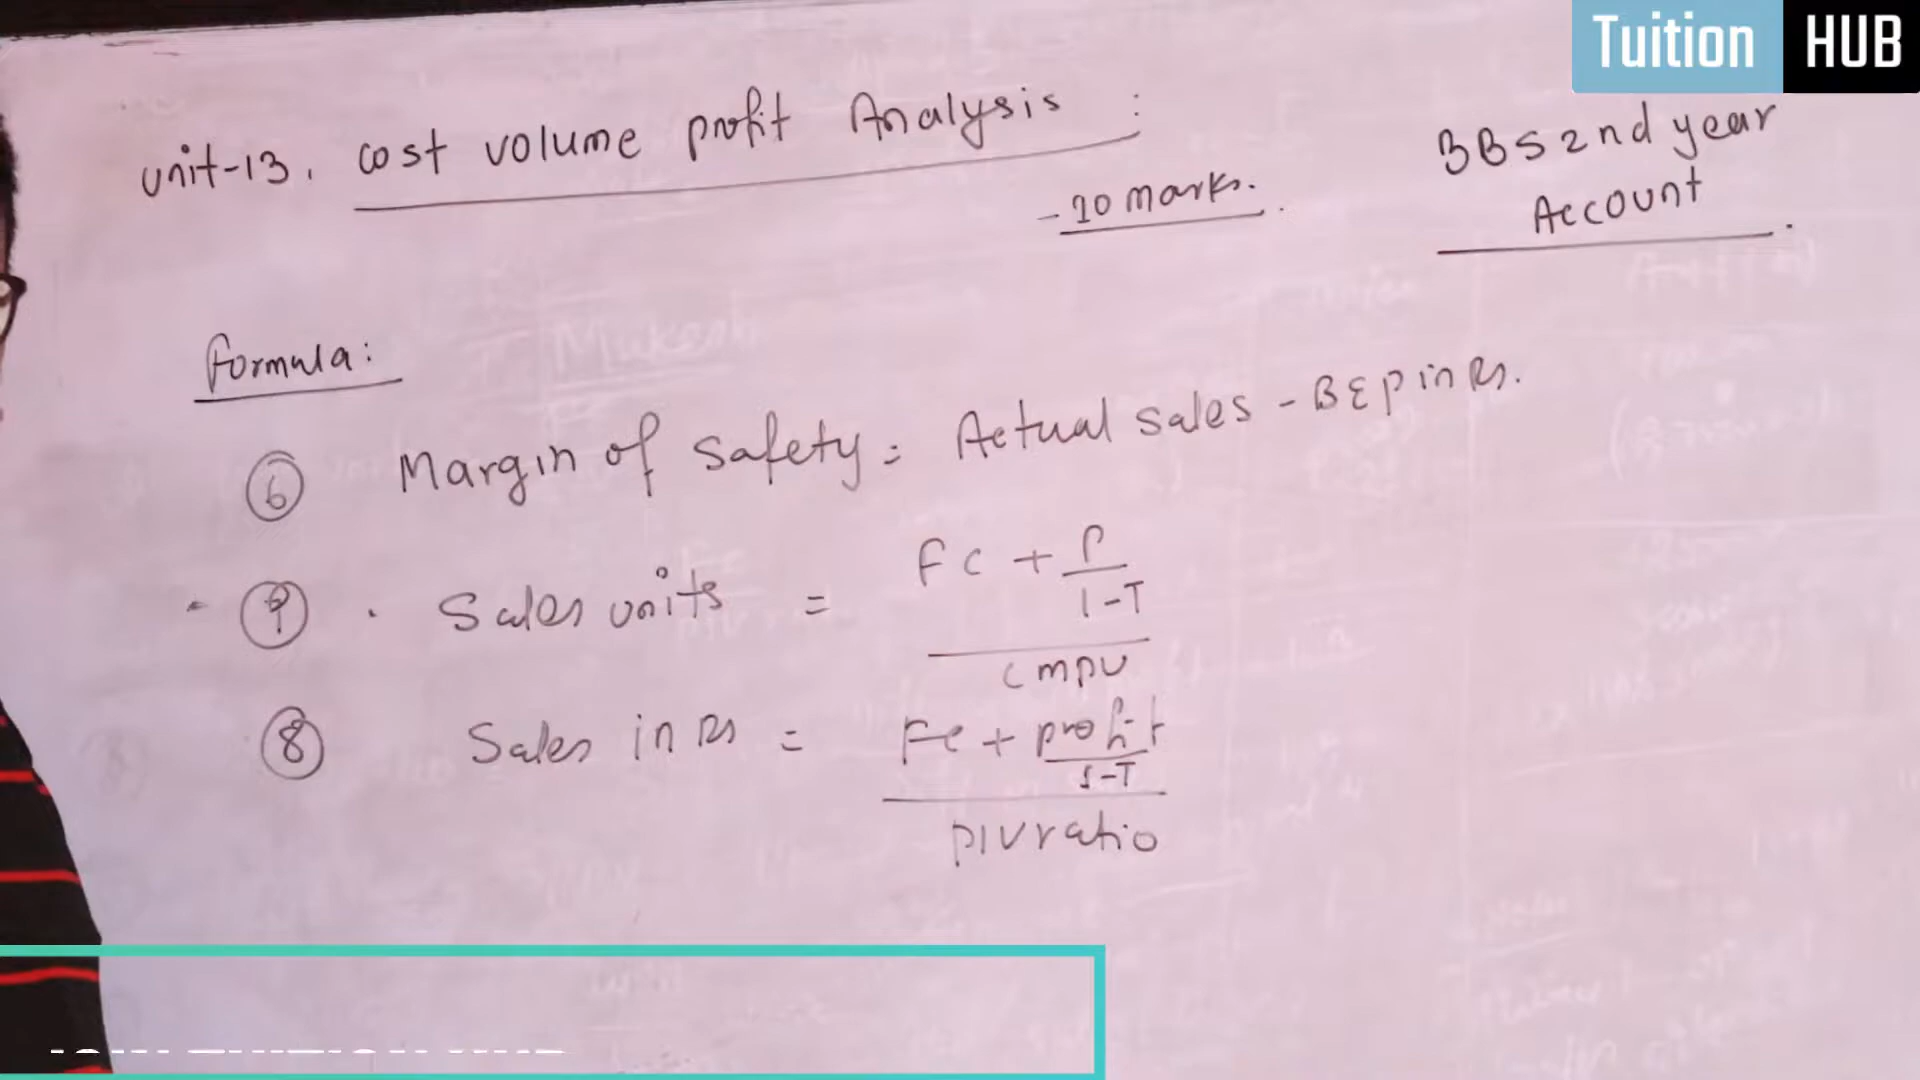 Tuition HUB
unit-13. cost volume profit Analysis :
- 20 marks.
BBS 2nd year
Account
Formula:
⑥ Margin of safety = Actual sales - BEP in Rs.
⑦ . Sales units = FC + P / 1-T
cmpu
⑧ Sales in Rs = Fc + profit / 1-T
P/V ratio